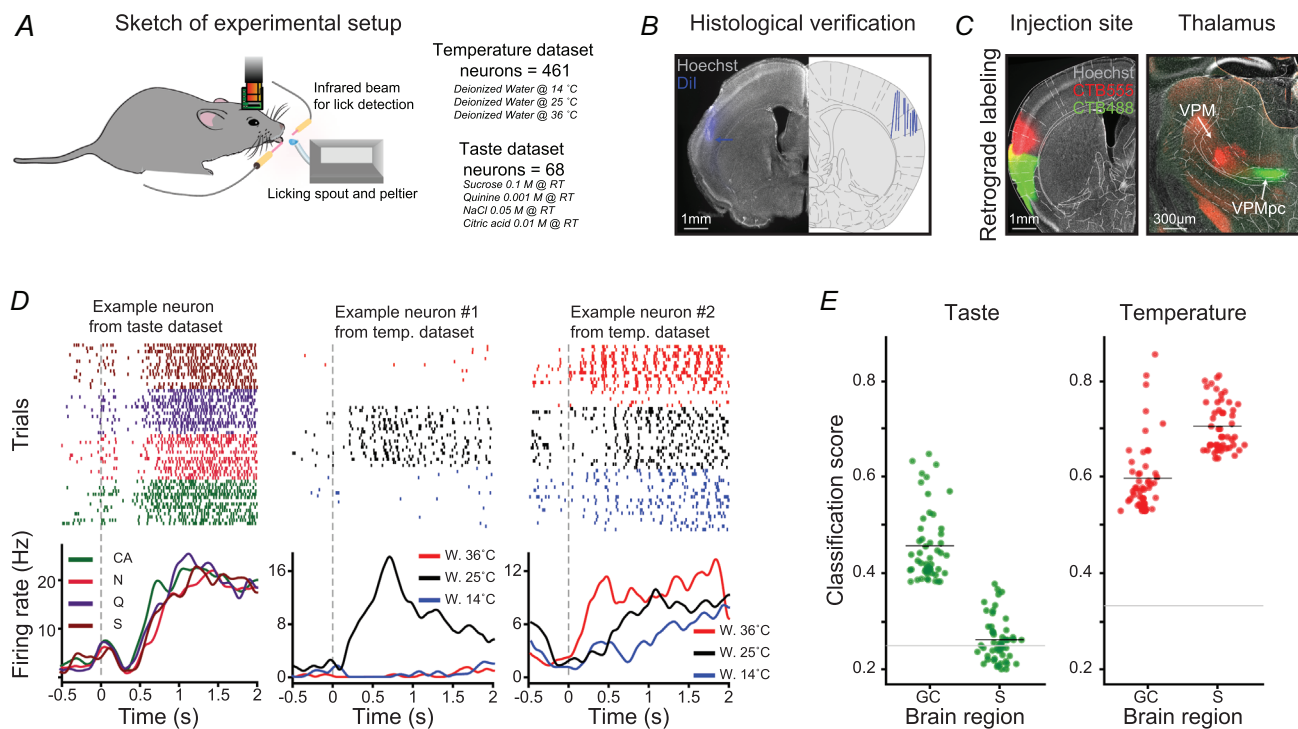 A
Sketch of experimental setup
Infrared beam
for lick detection
Licking spout and peltier
Temperature dataset
neurons = 461
Deionized Water @ 14 °C
Deionized Water @ 25 °C
Deionized Water @ 36 °C
Taste dataset
neurons = 68
Sucrose 0.1 M @ RT
Quinine 0.001 M @ RT
NaCl 0.05 M @ RT
Citric acid 0.01 M @ RT
B
Histological verification
Hoechst
DiI
1mm
C
Injection site
Thalamus
Retrograde labeling
Hoechst
CTB555
CTB488
1mm
VPM
VPMpc
300µm
D
Example neuron
from taste dataset
Example neuron #1
from temp. dataset
Example neuron #2
from temp. dataset
Trials
Firing rate (Hz)
20
10
CA
N
Q
S
-0.5 0 0.5 1 1.5 2
Time (s)
16
8
0
W. 36°C
W. 25°C
W. 14°C
-0.5 0 0.5 1 1.5 2
Time (s)
12
6
0
W. 36°C
W. 25°C
W. 14°C
-0.5 0 0.5 1 1.5 2
Time (s)
E
Taste
Temperature
Classification score
0.8
0.6
0.4
0.2
GC S
Brain region
0.8
0.6
0.4
0.2
GC S
Brain region